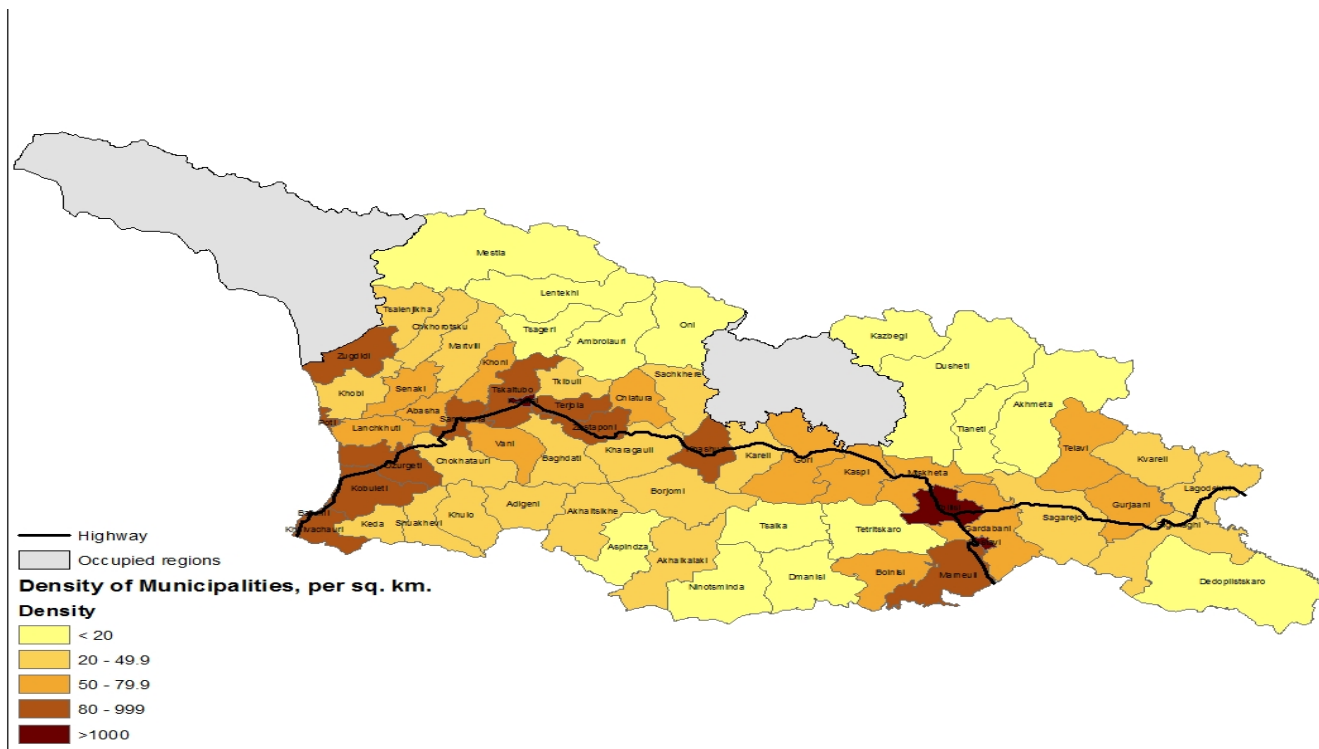 Mestia
Lentekhi
Oni
Tsageri
Ambrolauri
Kazbegi
Dusheti
Akhmeta
Tianeti
Tsalenjikha
Chkhorotsku
Martvili
Zugdidi
Khoni
Khobi
Senaki
Abasha
Tskaltubo
Tkibuli
Sachkhere
Chiatura
Terjola
Zestaponi
Poti
Lanchkhuti
Vani
Baghdati
Kharagauli
Kareli
Gori
Kaspi
Mtskheta
Telavi
Kvareli
Lagodekhi
Gurjaani
Ozurgeti
Chokhatauri
Kobuleti
Borjomi
Sagarejo
Gardabani
Khelvachauri
Keda
Shuakhevi
Khulo
Adigeni
Akhaltsikhe
Aspindza
Akhalkalaki
Tsalka
Tetritskaro
Ninotsminda
Dmanisi
Bolnisi
Marneuli
Dedoplistskaro
Highway
Occupied regions
Density of Municipalities, per sq. km.
Density
< 20
20 - 49.9
50 - 79.9
80 - 999
>1000